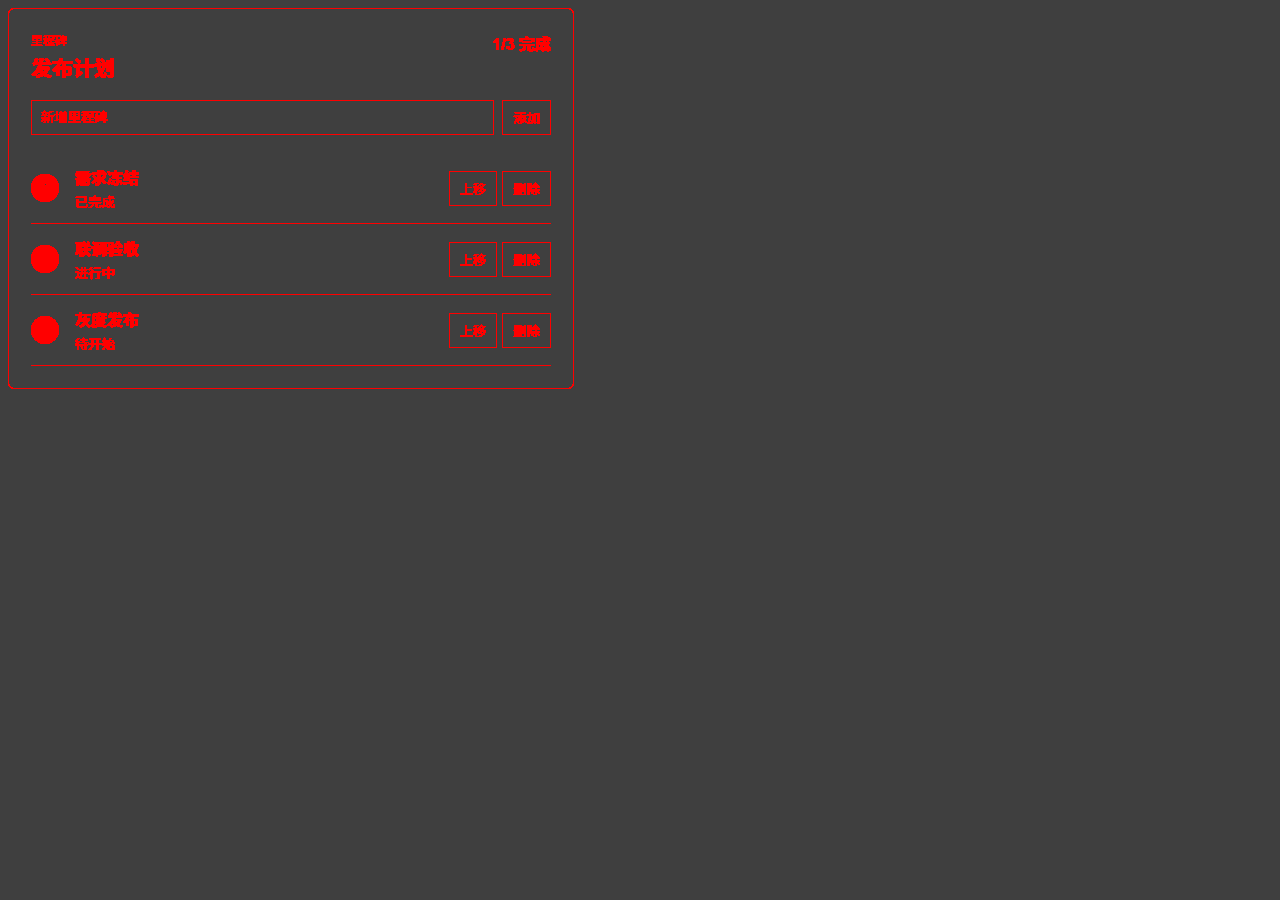 里程碑
发布计划
1/3 完成
新增里程碑
添加
需求冻结
已完成
上移
删除
联调验收
进行中
上移
删除
灰度发布
待开始
上移
删除